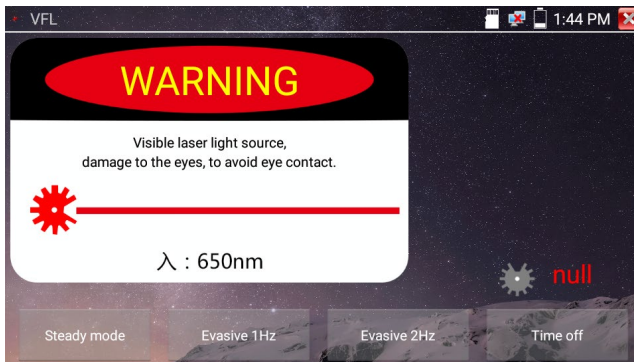 VFL
1:44 PM
WARNING
Visible laser light source,
damage to the eyes, to avoid eye contact.
入：650nm
null
Steady mode
Evasive 1Hz
Evasive 2Hz
Time off